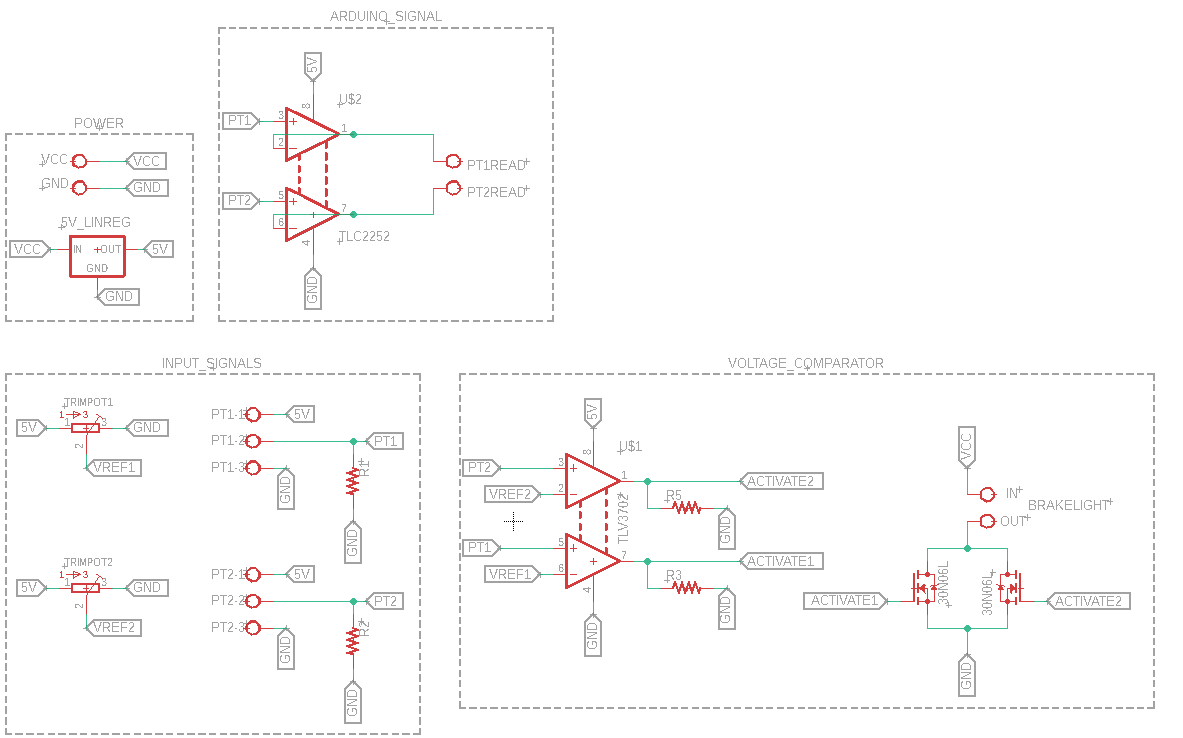 ARDUINO_SIGNAL
5V
8
U$2
PT1
3
1
2
PT1READ
PT2READ
PT2
5
7
6
4
TLC2252
GND
POWER
VCC
VCC
GND
GND
5V_LINREG
VCC
IN
OUT
5V
GND
GND
INPUT_SIGNALS
TRIMPOT1
1
3
5V
1
3
GND
2
VREF1
PT1-1
5V
PT1-2
PT1
PT1-3
GND
R1
GND
TRIMPOT2
1
3
5V
1
3
GND
2
VREF2
PT2-1
5V
PT2-2
PT2
PT2-3
GND
R2
GND
VOLTAGE_COMPARATOR
5V
8
U$1
PT2
3
1
ACTIVATE2
VREF2
2
R5
GND
TLV3702
PT1
5
7
ACTIVATE1
VREF1
6
R3
GND
4
GND
VCC
IN
BRAKELIGHT
OUT
ACTIVATE1
30N06L
30N06L
ACTIVATE2
GND